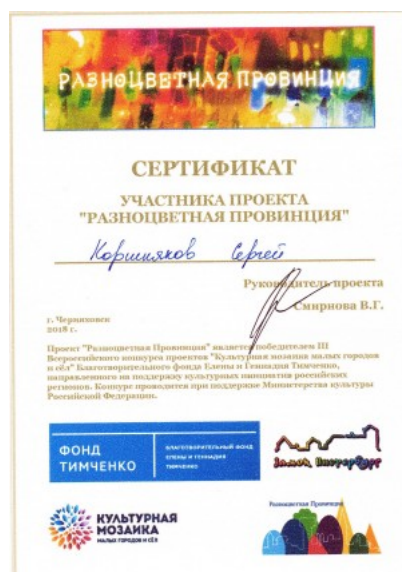 РАЗНОЦВЕТНАЯ ПРОВИНЦИЯ
СЕРТИФИКАТ
УЧАСТНИКА ПРОЕКТА
"РАЗНОЦВЕТНАЯ ПРОВИНЦИЯ"
Коршняков Сергей
Руководитель проекта
Смирнова В.Г.
г. Черняховск
2018 г.
Проект "Разноцветная Провинция" является победителем III
Всероссийского конкурса проектов "Культурная мозаика малых городов
и сёл" Благотворительного фонда Елены и Геннадия Тимченко,
направленного на поддержку культурных инициатив российских
регионов. Конкурс проводится при поддержке Министерства культуры
Российской Федерации.
ФОНД
ТИМЧЕНКО
БЛАГОТВОРИТЕЛЬНЫЙ ФОНД
ЕЛЕНЫ И ГЕННАДИЯ
ТИМЧЕНКО
Замок Инстербург
КУЛЬТУРНАЯ
МОЗАИКА
МАЛЫХ ГОРОДОВ И СЁЛ
Разноцветная Провинция